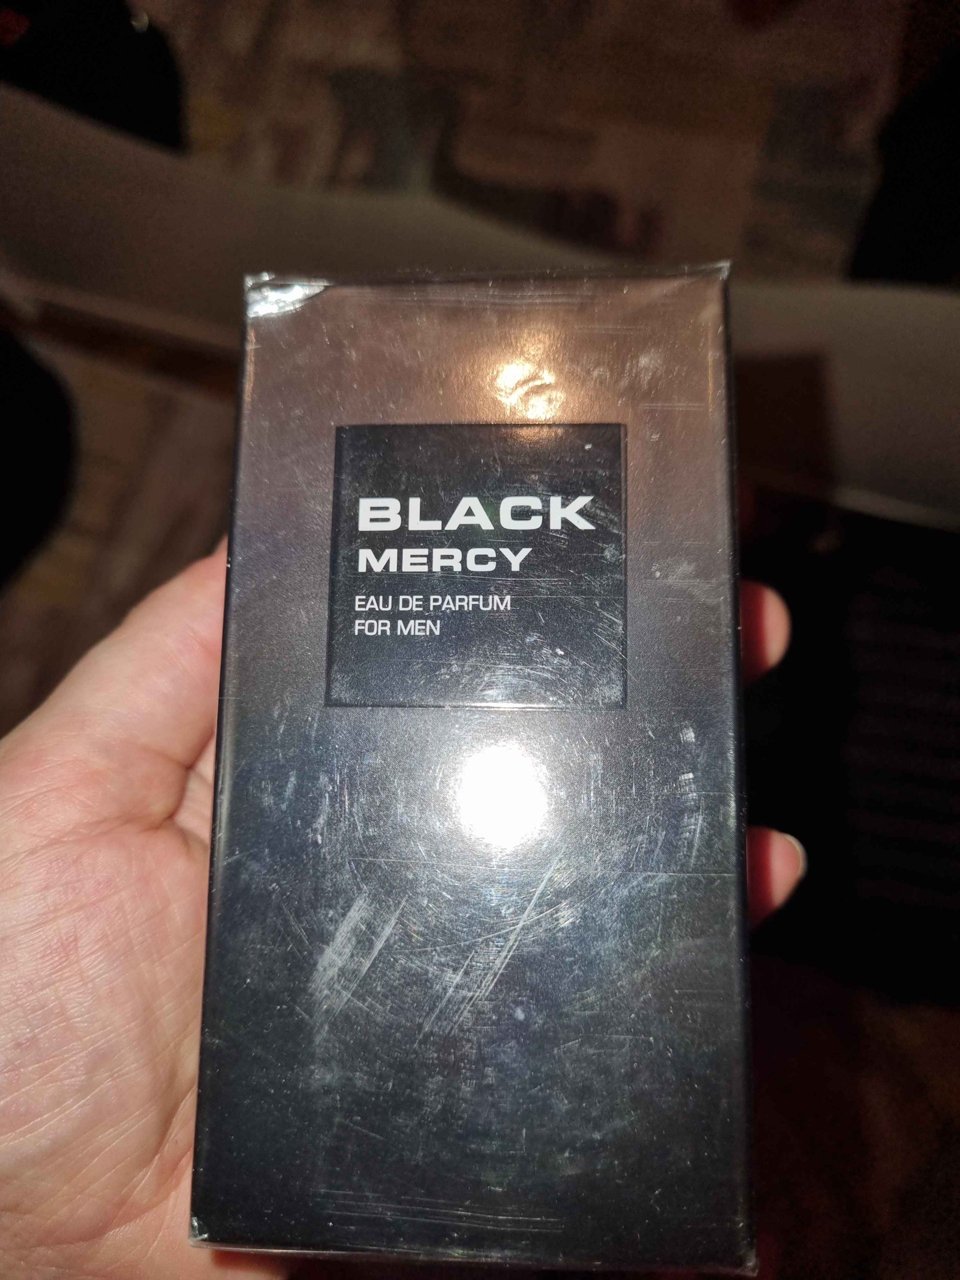 BLACK
MERCY
EAU DE PARFUM
FOR MEN